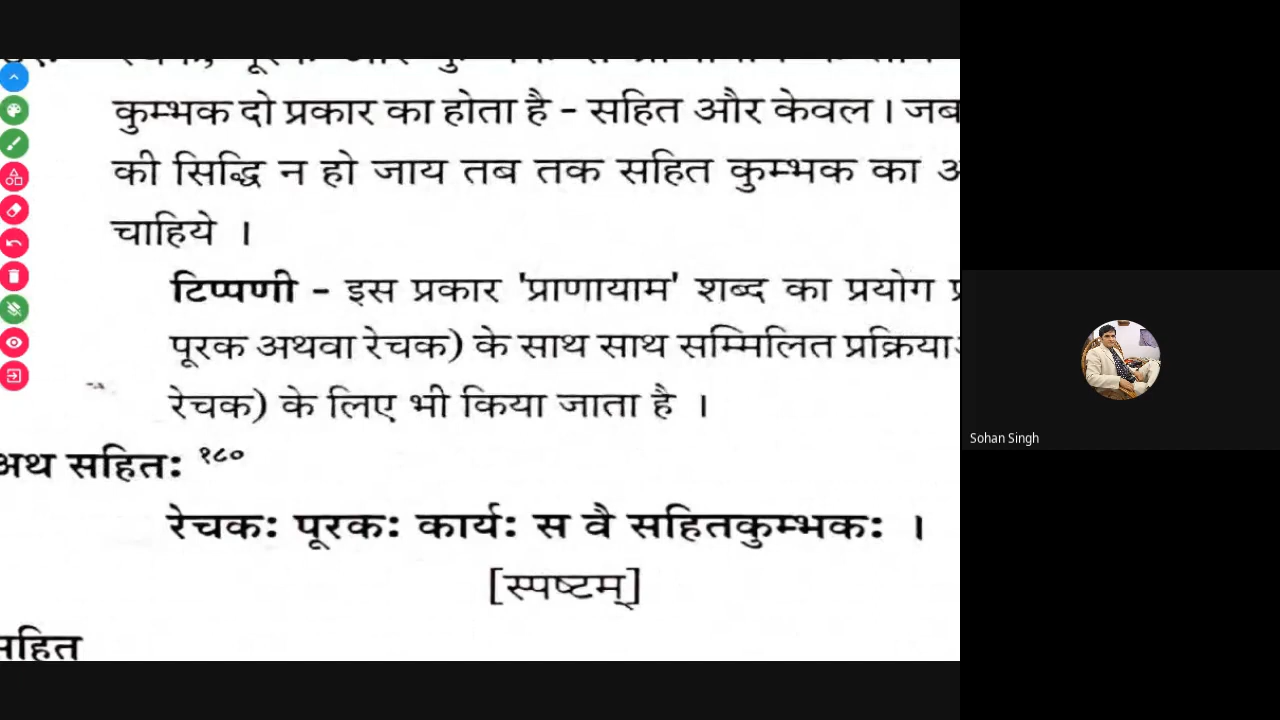 कुम्भक दो प्रकार का होता है - सहित और केवल । जब
की सिद्धि न हो जाय तब तक सहित कुम्भक का
चाहिये ।
टिप्पणी - इस प्रकार 'प्राणायाम' शब्द का प्रयोग
पूरक अथवा रेचक) के साथ साथ सम्मिलित प्रक्रिया
रेचक) के लिए भी किया जाता है ।
अथ सहितः १८०
रेचकः पूरकः कार्यः स वै सहितकुम्भकः ।
[स्पष्टम्]
सहित
Sohan Singh